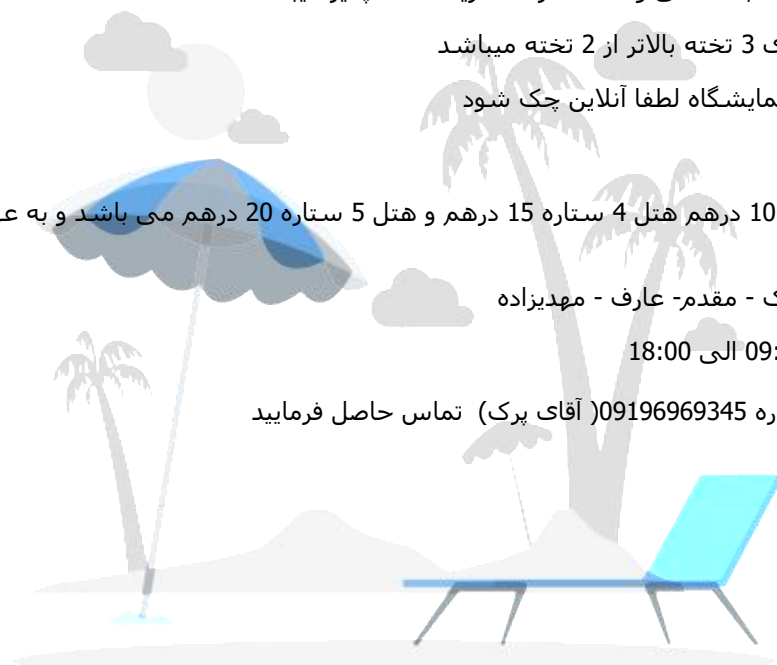 3 تخته بالاتر از 2 تخته میباشد
نمایشگاه لطفا آنلاین چک شود
10 درهم هتل 4 ستاره 15 درهم و هتل 5 ستاره 20 درهم می باشد و به
- مقدم- عارف - مهدیزاده
09: الی 18:00
09196969345( آقای پرک) تماس حاصل فرمایید